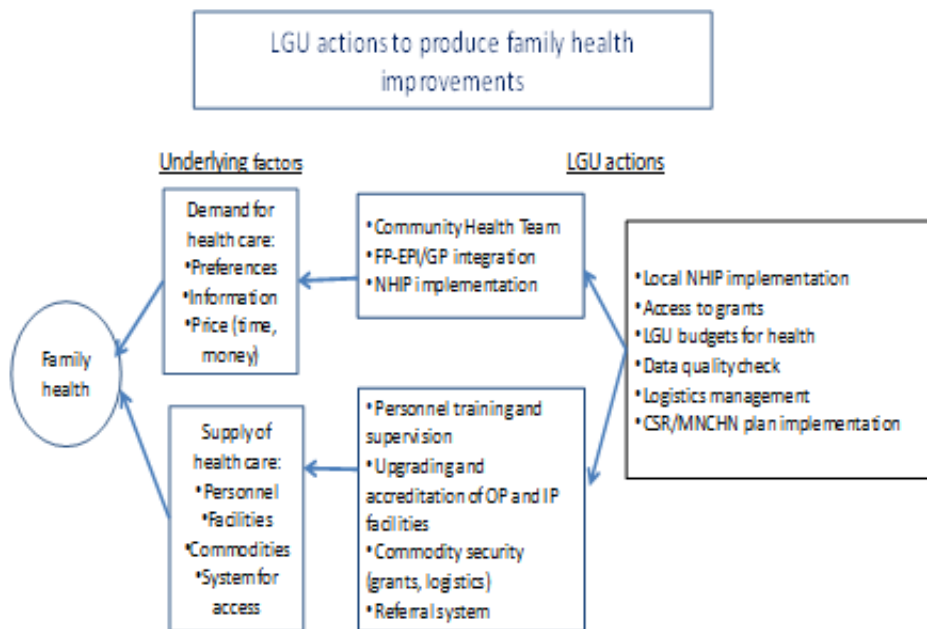 LGU actions to produce family health
improvements
Underlying factors
LGU actions
Demand for
health care:
•Preferences
•Information
•Price (time,
money)
•Community Health Team
•FP-EPI/GP integration
•NHIP implementation
•Local NHIP implementation
•Access to grants
•LGU budgets for health
•Data quality check
•Logistics management
•CSR/MNCHN plan implementation
Family
health
Supply of
health care:
•Personnel
•Facilities
•Commodities
•System for
access
•Personnel training and
supervision
•Upgrading and
accreditation of OP and IP
facilities
•Commodity security
(grants, logistics)
•Referral system